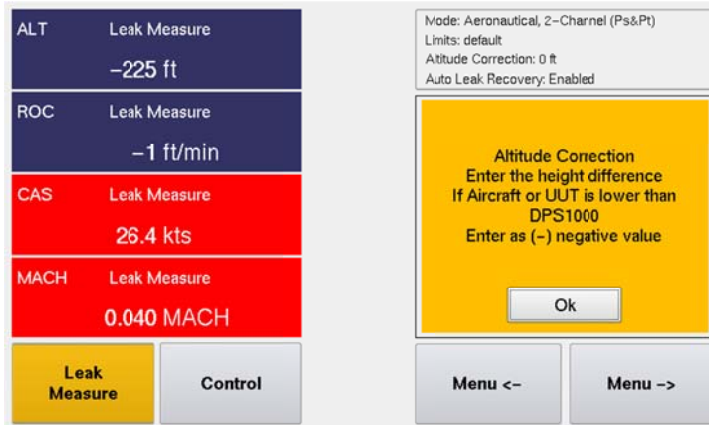 ALT Leak Measure
−225 ft
ROC Leak Measure
−1 ft/min
CAS Leak Measure
26.4 kts
MACH Leak Measure
0.040 MACH
Leak
Measure
Control
Mode: Aeronautical, 2−Channel (Ps&Pt)
Limits: default
Altitude Correction: 0 ft
Auto Leak Recovery: Enabled
Altitude Correction
Enter the height difference
If Aircraft or UUT is lower than
DPS1000
Enter as (−) negative value
Ok
Menu <−
Menu −>